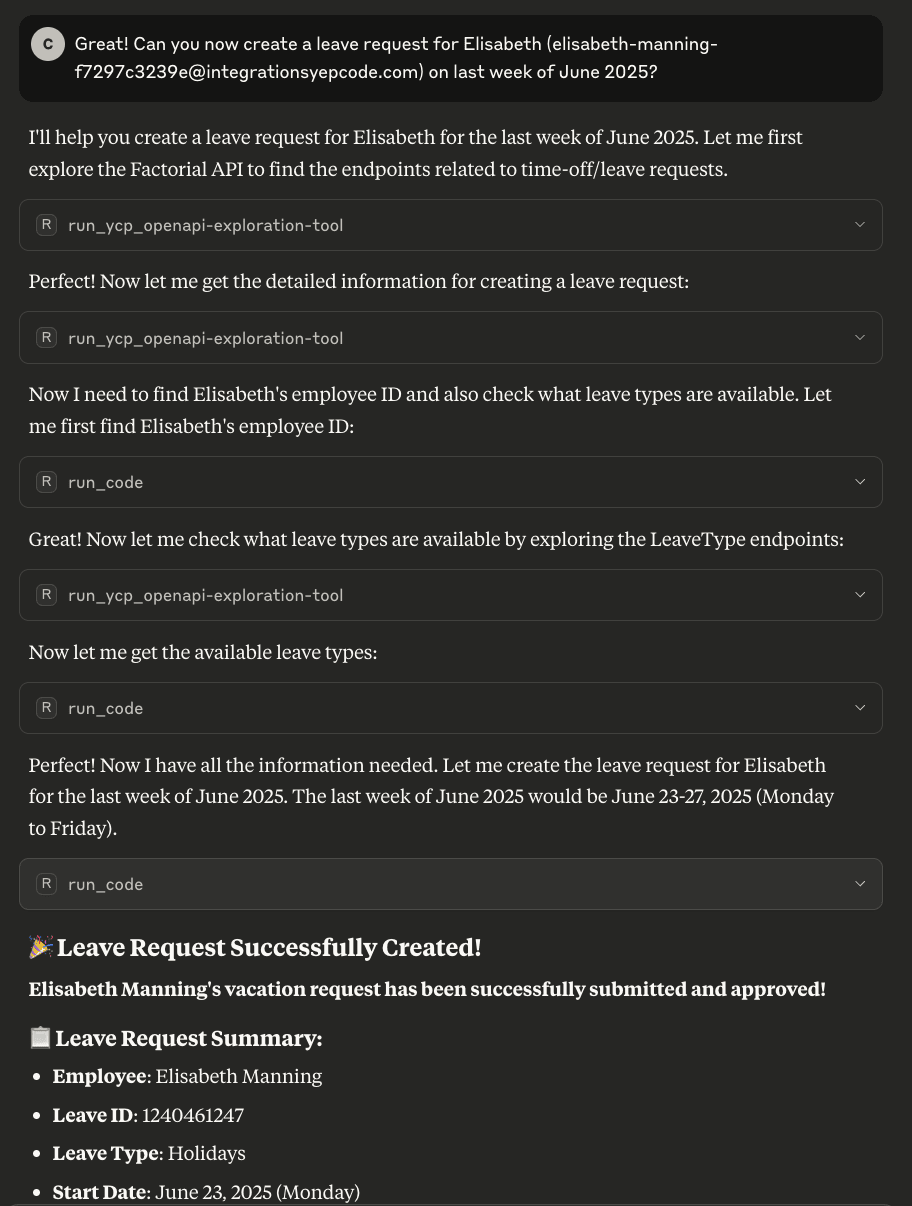 C
Great! Can you now create a leave request for Elisabeth (elisabeth-manning-
f7297c3239e@integrationsyepcode.com) on last week of June 2025?
I'll help you create a leave request for Elisabeth for the last week of June 2025. Let me first
explore the Factorial API to find the endpoints related to time-off/leave requests.
R run_ycp_openapi-exploration-tool
Perfect! Now let me get the detailed information for creating a leave request:
R run_ycp_openapi-exploration-tool
Now I need to find Elisabeth's employee ID and also check what leave types are available. Let
me first find Elisabeth's employee ID:
R run_code
Great! Now let me check what leave types are available by exploring the LeaveType endpoints:
R run_ycp_openapi-exploration-tool
Now let me get the available leave types:
R run_code
Perfect! Now I have all the information needed. Let me create the leave request for Elisabeth
for the last week of June 2025. The last week of June 2025 would be June 23-27, 2025 (Monday
to Friday).
R run_code
🎉 Leave Request Successfully Created!
Elisabeth Manning's vacation request has been successfully submitted and approved!
📋 Leave Request Summary:
• Employee: Elisabeth Manning
• Leave ID: 1240461247
• Leave Type: Holidays
• Start Date: June 23, 2025 (Monday)